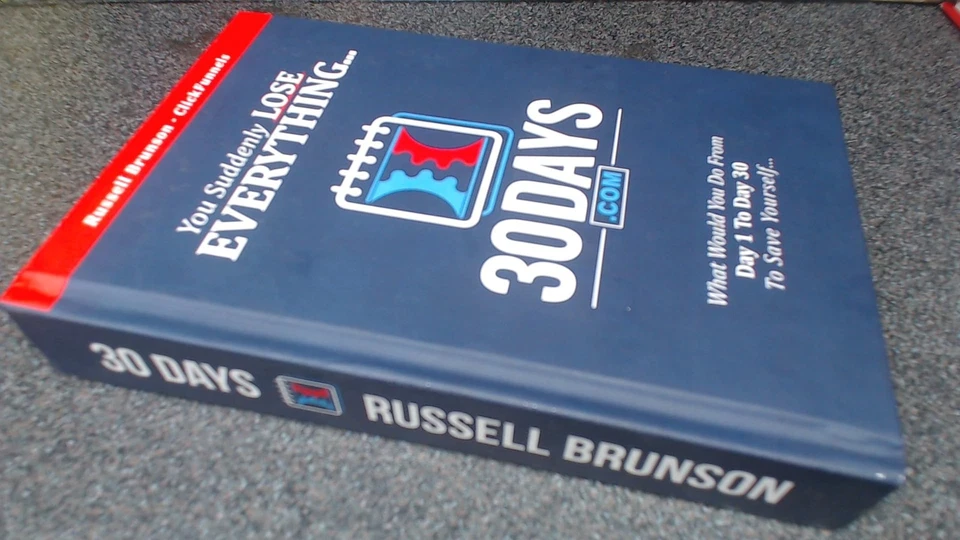 Russell Brunson · ClickFunnels
You Suddenly LOSE
EVERYTHING...
30DAYS
.COM
What Would You Do From
Day 1 To Day 30
To Save Yourself...
30 DAYS
RUSSELL BRUNSON